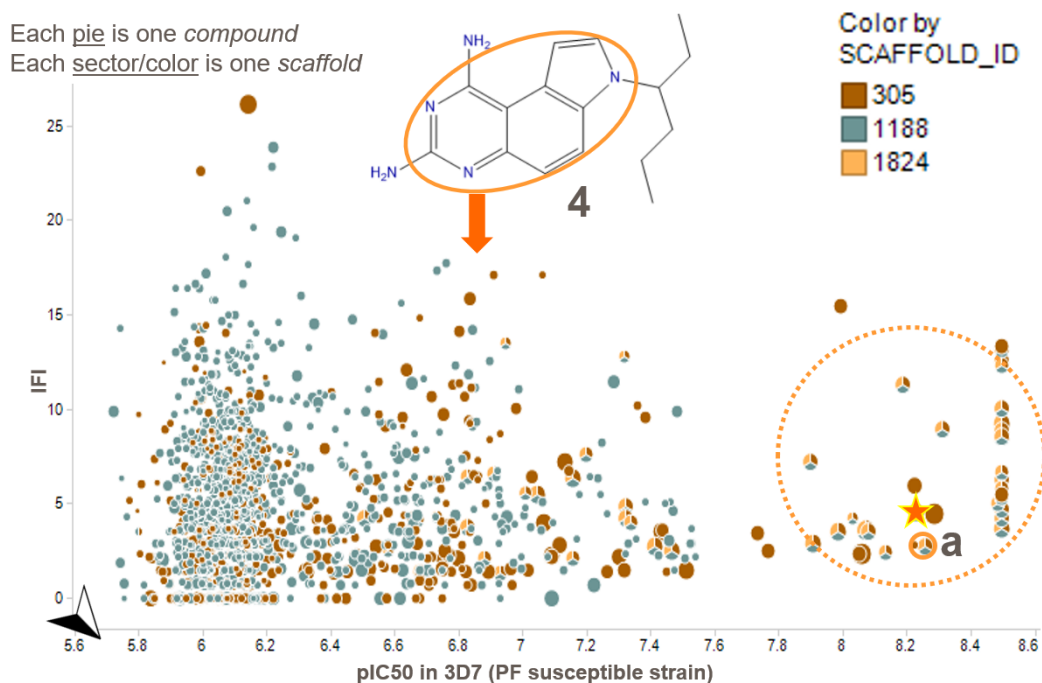 Each pie is one compound
Each sector/color is one scaffold
NH2
N
N
H2N
N
4
Color by
SCAFFOLD_ID
305
1188
1824
IFI
25
20
15
10
5
0
a
5.6 5.8 6 6.2 6.4 6.6 6.8 7 7.2 7.4 7.6 7.8 8 8.2 8.4 8.6
pIC50 in 3D7 (PF susceptible strain)